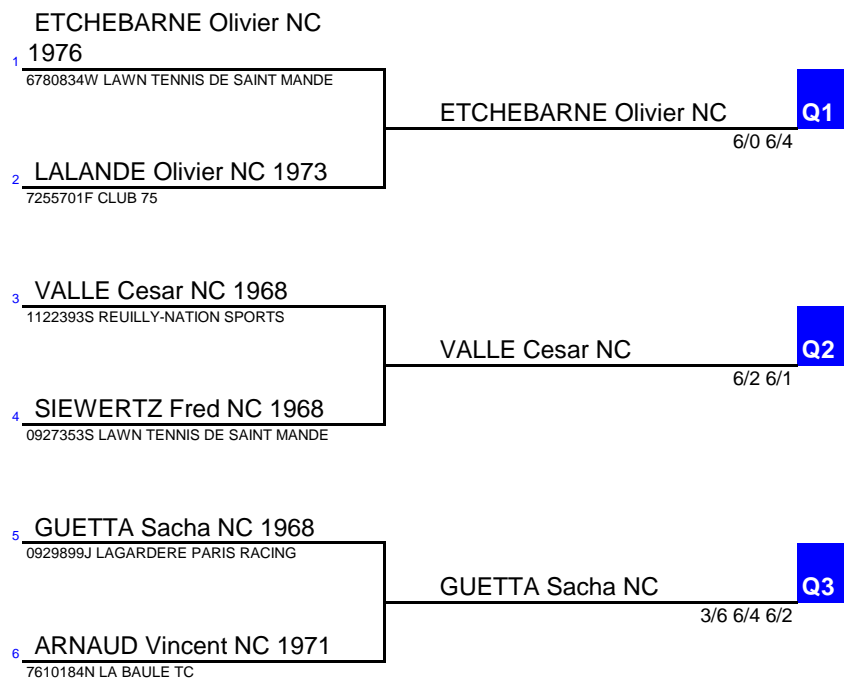 ETCHEBARNE Olivier NC
1 1976
6780834W LAWN TENNIS DE SAINT MANDE
ETCHEBARNE Olivier NC Q1
6/0 6/4
2 LALANDE Olivier NC 1973
7255701F CLUB 75
3 VALLE Cesar NC 1968
1122393S REUILLY-NATION SPORTS
VALLE Cesar NC Q2
6/2 6/1
4 SIEWERTZ Fred NC 1968
0927353S LAWN TENNIS DE SAINT MANDE
5 GUETTA Sacha NC 1968
0929899J LAGARDERE PARIS RACING
GUETTA Sacha NC Q3
3/6 6/4 6/2
6 ARNAUD Vincent NC 1971
7610184N LA BAULE TC